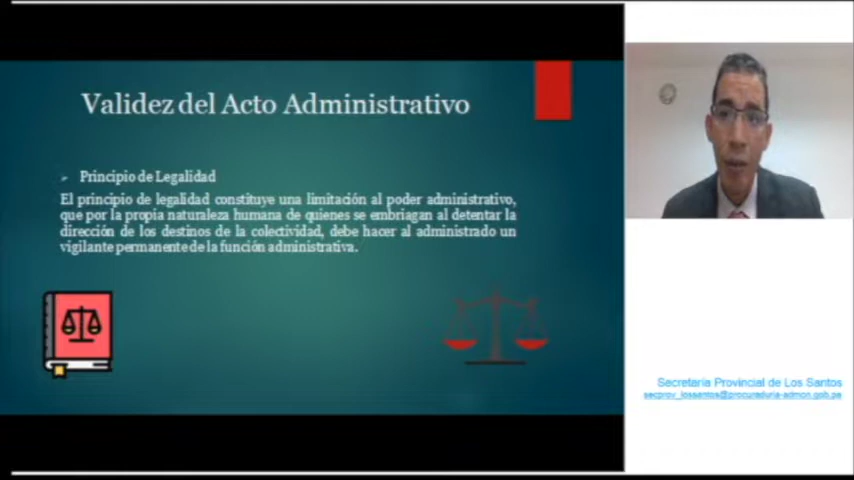 Validez del Acto Administrativo
Principio de Legalidad
El principio de legalidad constituye una limitación al poder administrativo,
que por la propia naturaleza humana de quienes se embriagan al detentar la
dirección de los destinos de la colectividad, debe hacer al administrado un
vigilante permanente de la función administrativa.
Secretaría Provincial de Los Santos
secprov_lossantos@procuraduria-admon.gob.pa